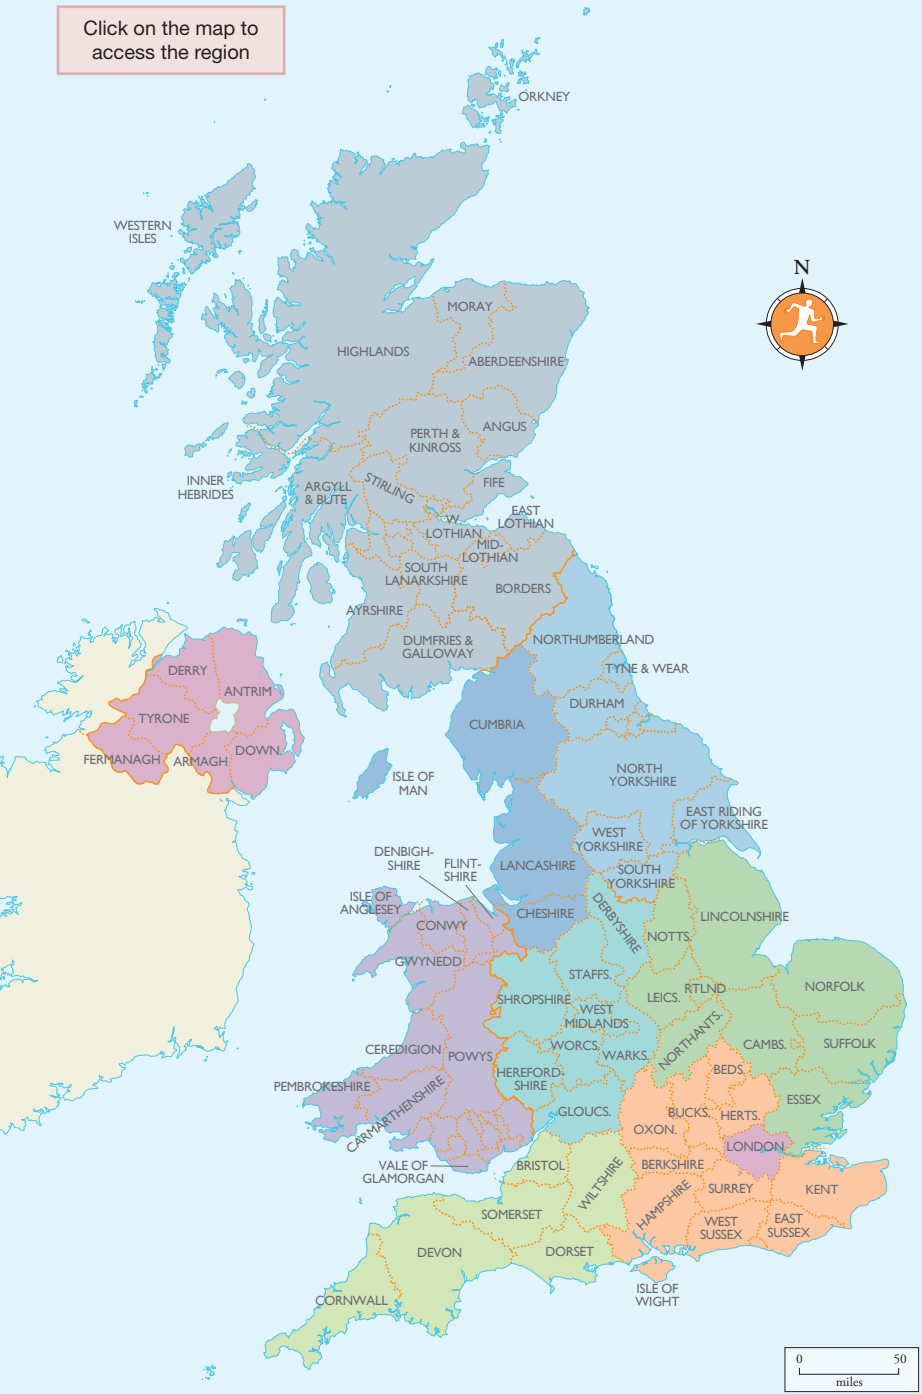 Click on the map to
access the region
ORKNEY
WESTERN
ISLES
N
MORAY
HIGHLANDS
ABERDEENSHIRE
ANGUS
PERTH &
KINROSS
INNER
HEBRIDES
ARGYLL
& BUTE
STIRLING
FIFE
EAST
LOTHIAN
W.
LOTHIAN
MID-
LOTHIAN
SOUTH
LANARKSHIRE
BORDERS
AYRSHIRE
DUMFRIES &
GALLOWAY
NORTHUMBERLAND
TYNE & WEAR
DERRY
ANTRIM
TYRONE
FERMANAGH
ARMAGH
DOWN
DURHAM
CUMBRIA
ISLE OF
MAN
NORTH
YORKSHIRE
EAST RIDING
OF YORKSHIRE
WEST
YORKSHIRE
LANCASHIRE
SOUTH
YORKSHIRE
DENBIGH-
SHIRE
FLINT-
SHIRE
ISLE OF
ANGLESEY
CONWY
CHESHIRE
DERBYSHIRE
NOTTS.
LINCOLNSHIRE
GWYNEDD
STAFFS.
SHROPSHIRE
LEICS.
RTLND
NORFOLK
WEST
MIDLANDS
CEREDIGION
POWYS
WORCS.
WARKS.
NORTHANTS.
CAMBS.
SUFFOLK
HEREFORD-
SHIRE
BEDS.
PEMBROKESHIRE
CARMARTHENSHIRE
GLOUCS.
OXON.
BUCKS.
HERTS.
ESSEX
LONDON
VALE OF
GLAMORGAN
BRISTOL
WILTSHIRE
BERKSHIRE
HAMPSHIRE
SURREY
KENT
SOMERSET
WEST
SUSSEX
EAST
SUSSEX
DEVON
DORSET
CORNWALL
ISLE OF
WIGHT
0 50
miles